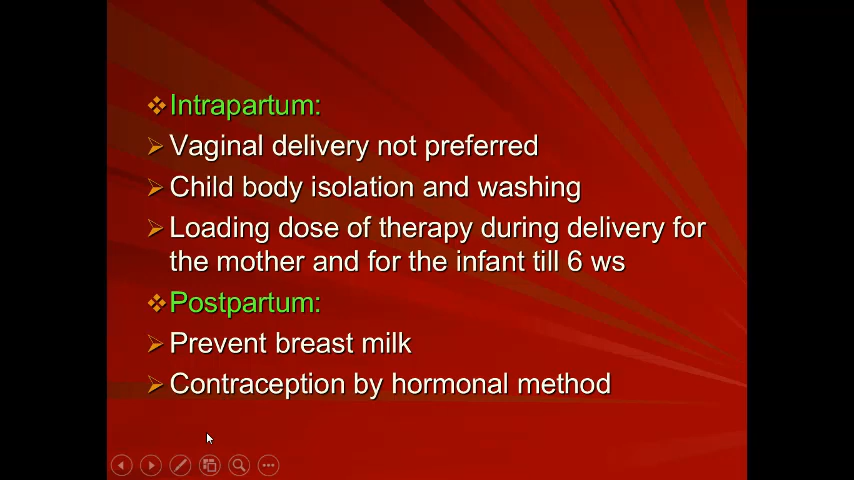 Intrapartum:
Vaginal delivery not preferred
Child body isolation and washing
Loading dose of therapy during delivery for
the mother and for the infant till 6 ws
Postpartum:
Prevent breast milk
Contraception by hormonal method